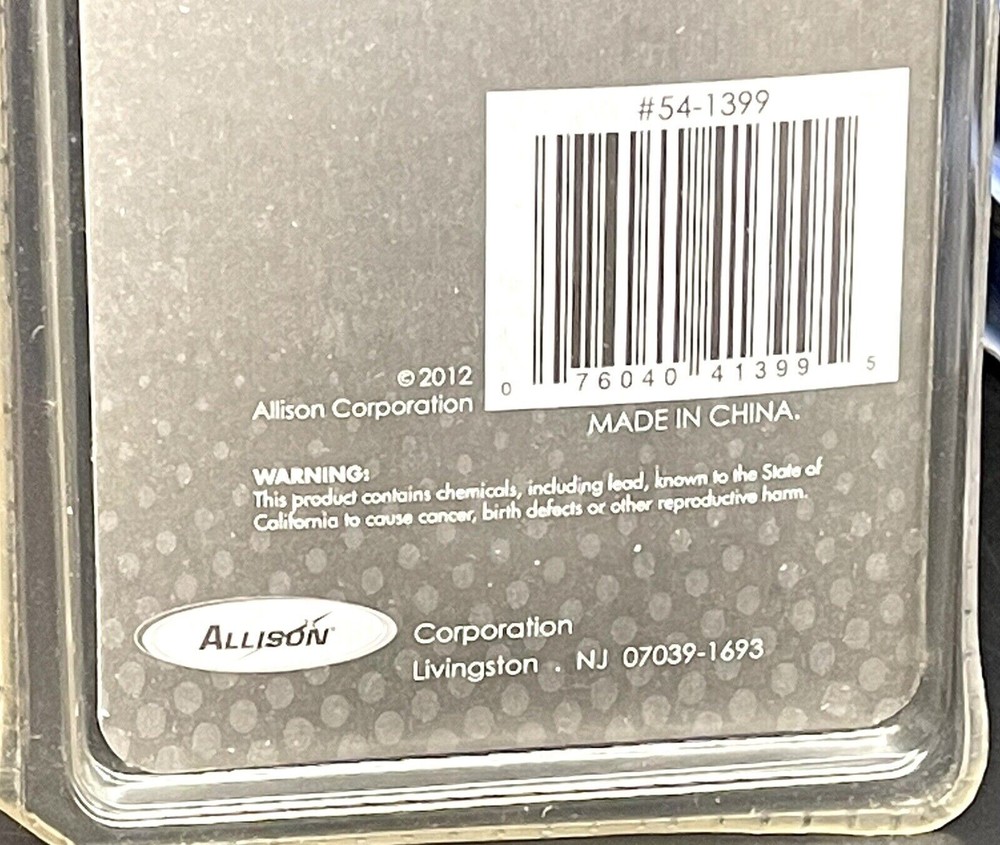 #54-1399
0 76040 41399 5
©2012
Allison Corporation
MADE IN CHINA.
WARNING:
This product contains chemicals, including lead, known to the State of
California to cause cancer, birth defects or other reproductive harm.
ALLISON
Corporation
Livingston . NJ 07039-1693